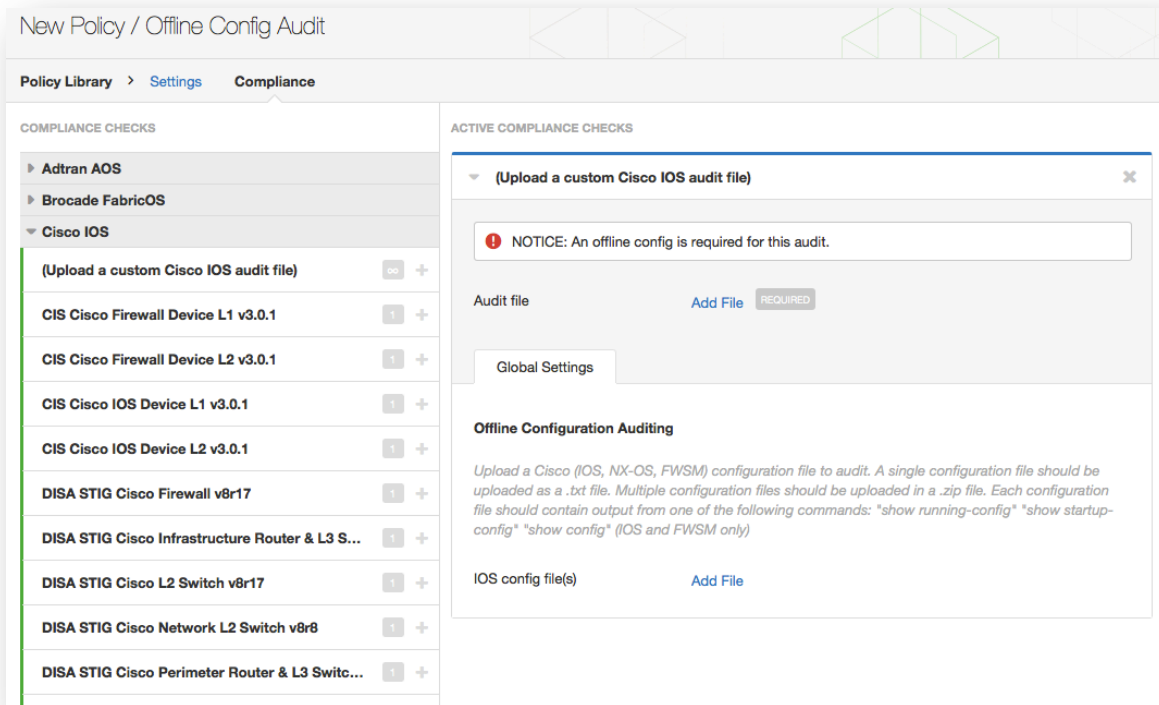 New Policy / Offline Config Audit
Policy Library > Settings Compliance
COMPLIANCE CHECKS
Adtran AOS
Brocade FabricOS
Cisco IOS
(Upload a custom Cisco IOS audit file) ∞ +
CIS Cisco Firewall Device L1 v3.0.1 1 +
CIS Cisco Firewall Device L2 v3.0.1 1 +
CIS Cisco IOS Device L1 v3.0.1 1 +
CIS Cisco IOS Device L2 v3.0.1 1 +
DISA STIG Cisco Firewall v8r17 1 +
DISA STIG Cisco Infrastructure Router & L3 S... 1 +
DISA STIG Cisco L2 Switch v8r17 1 +
DISA STIG Cisco Network L2 Switch v8r8 1 +
DISA STIG Cisco Perimeter Router & L3 Switc... 1 +
ACTIVE COMPLIANCE CHECKS
(Upload a custom Cisco IOS audit file)
NOTICE: An offline config is required for this audit.
Audit file Add File REQUIRED
Global Settings
Offline Configuration Auditing
Upload a Cisco (IOS, NX-OS, FWSM) configuration file to audit. A single configuration file should be
uploaded as a .txt file. Multiple configuration files should be uploaded in a .zip file. Each configuration
file should contain output from one of the following commands: "show running-config" "show startup-
config" "show config" (IOS and FWSM only)
IOS config file(s) Add File